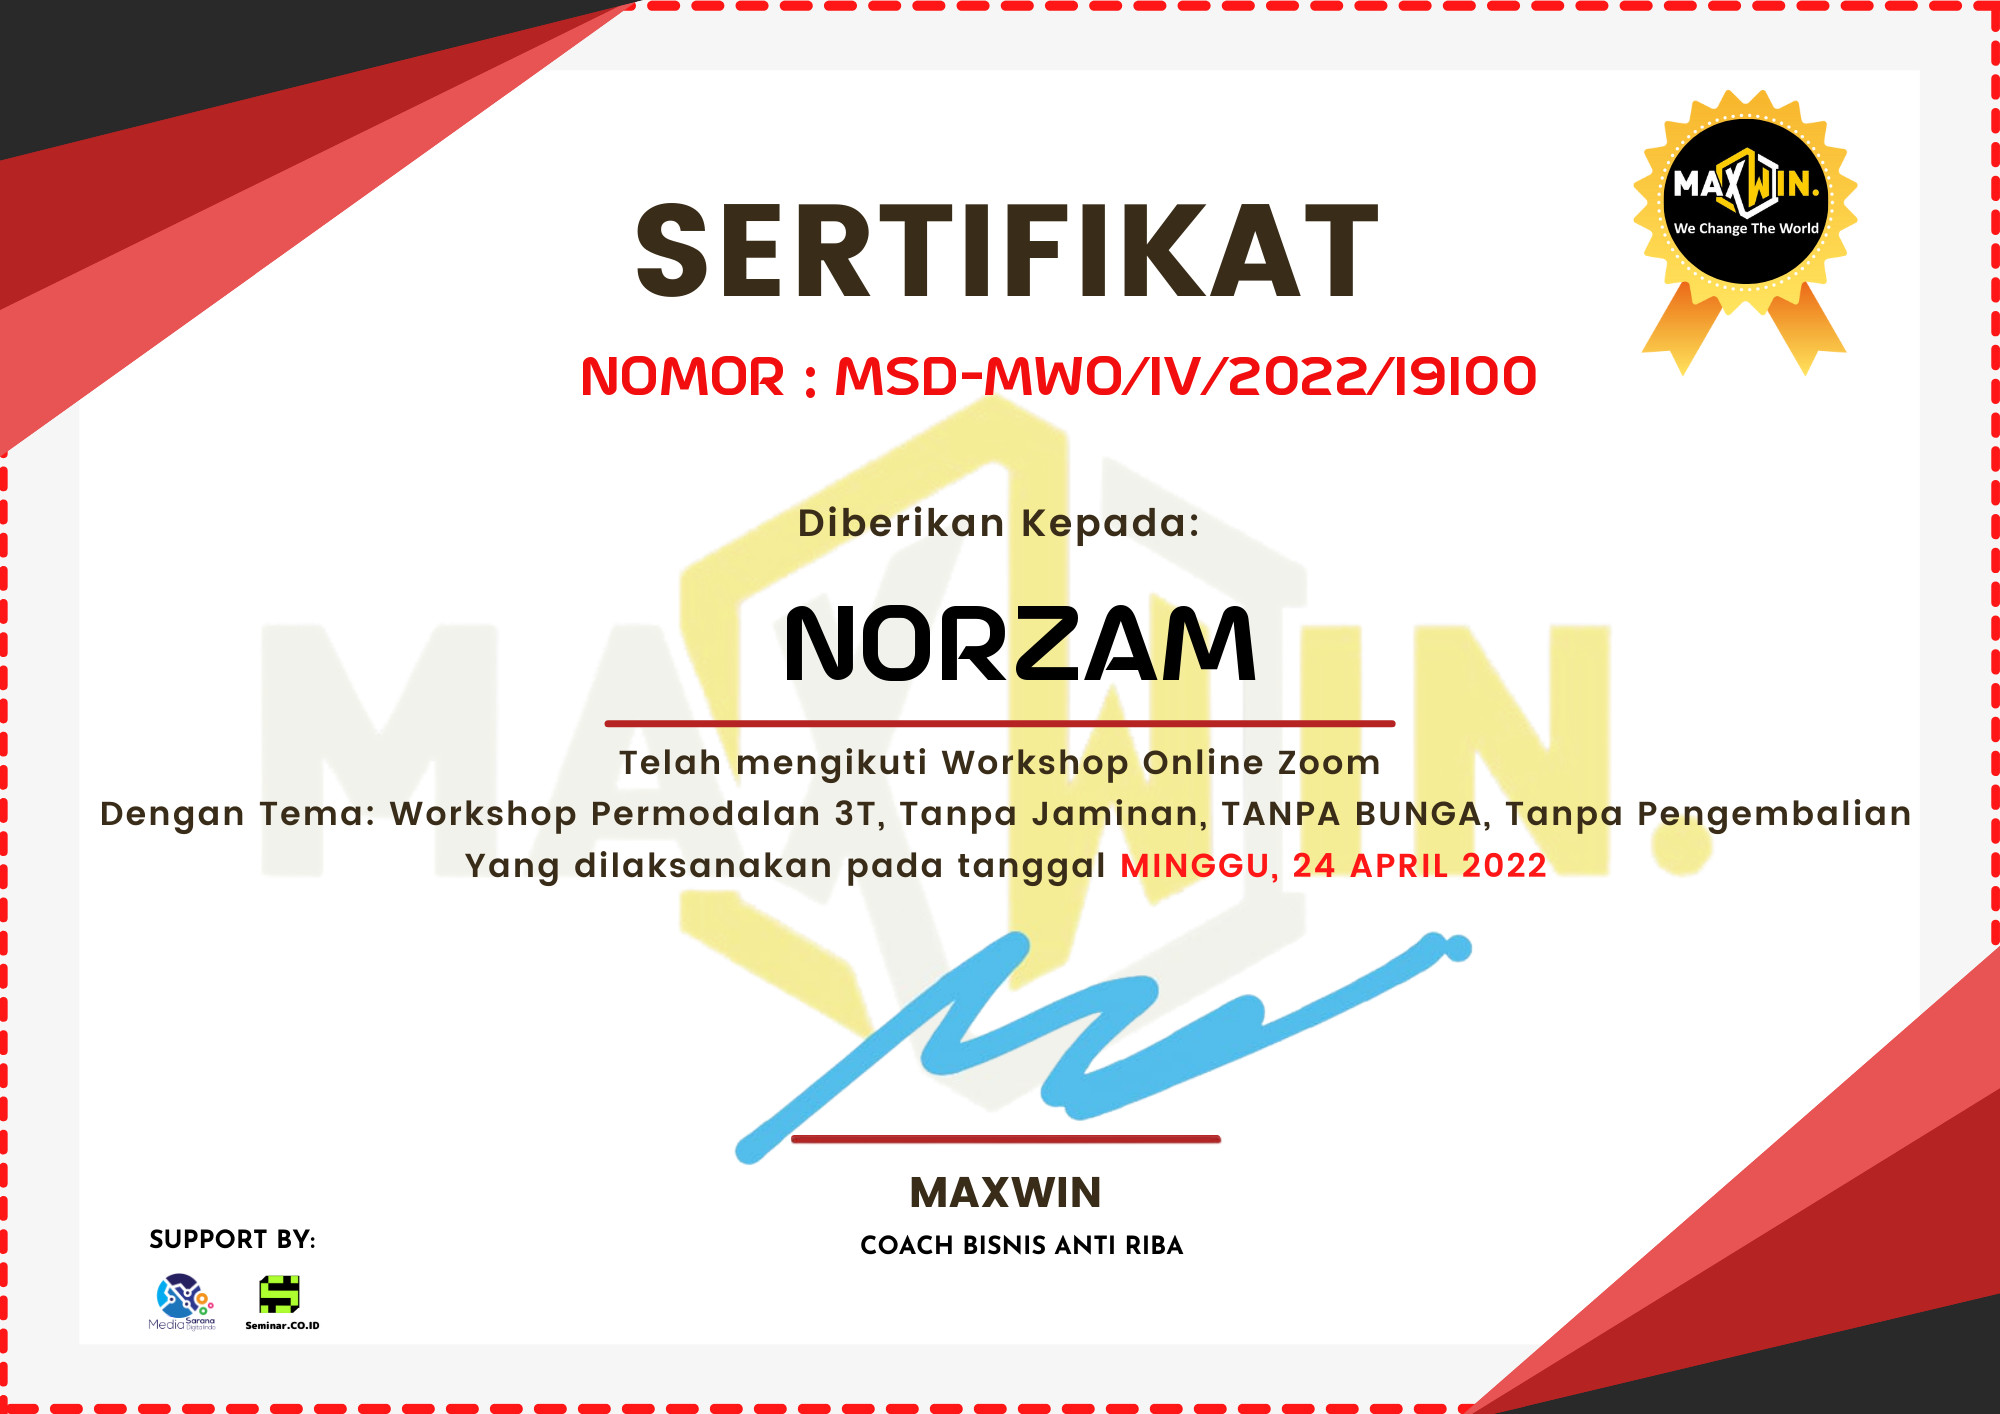 MAXWIN.
We Change The World
SERTIFIKAT
NOMOR : MSD-MWO/IV/2022/19100
Diberikan Kepada:
NORZAM
MAXWIN.
Telah mengikuti Workshop Online Zoom
Dengan Tema: Workshop Permodalan 3T, Tanpa Jaminan, TANPA BUNGA, Tanpa Pengembalian
Yang dilaksanakan pada tanggal MINGGU, 24 APRIL 2022
MAXWIN
COACH BISNIS ANTI RIBA
SUPPORT BY:
Media Sarana Digitalindo
Seminar.CO.ID